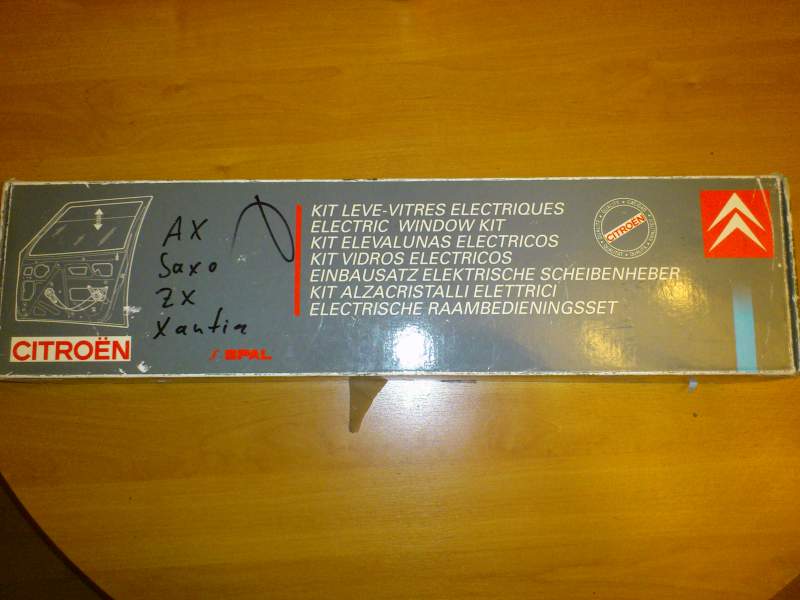 AX
Saxo
ZX
Xantia
CITROËN
SPAL
KIT LEVE-VITRES ELECTRIQUES
ELECTRIC WINDOW KIT
KIT ELEVALUNAS ELECTRICOS
KIT VIDROS ELECTRICOS
EINBAUSATZ ELEKTRISCHE SCHEIBENHEBER
KIT ALZACRISTALLI ELETTRICI
ELECTRISCHE RAAMBEDIENINGSSET
CITROËN